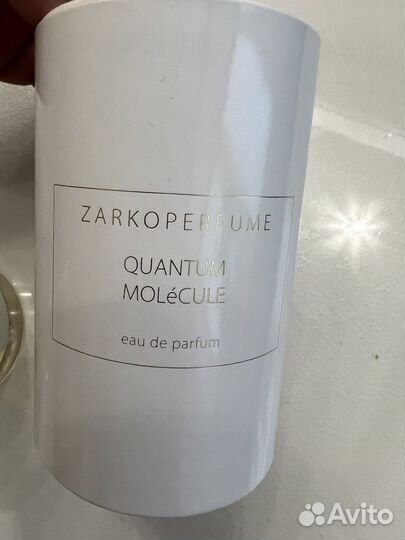 ZARKOPERFUME
QUANTUM
MOLéCULE
eau de parfum
Avito